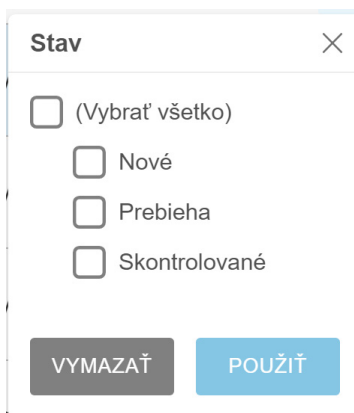 Stav
(Vybrať všetko)
Nové
Prebieha
Skontrolované
VYMAZAŤ
POUŽIŤ